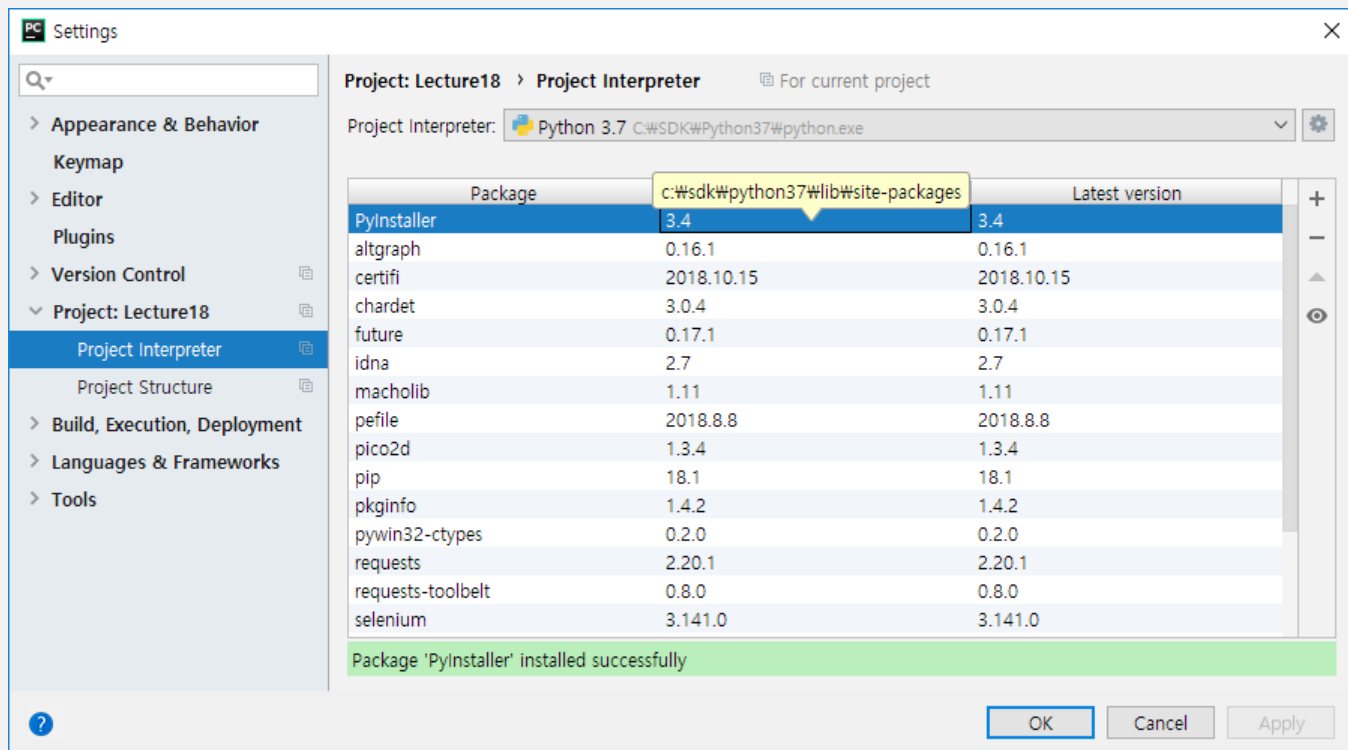 PC Settings
Project: Lecture18 › Project Interpreter For current project
Appearance & Behavior
Keymap
Editor
Plugins
Version Control
Project: Lecture18
Project Interpreter
Project Structure
Build, Execution, Deployment
Languages & Frameworks
Tools
Project Interpreter: Python 3.7 C:₩SDK₩Python37₩python.exe
c:₩sdk₩python37₩lib₩site-packages
Package Latest version
PyInstaller 3.4 3.4
altgraph 0.16.1 0.16.1
certifi 2018.10.15 2018.10.15
chardet 3.0.4 3.0.4
future 0.17.1 0.17.1
idna 2.7 2.7
macholib 1.11 1.11
pefile 2018.8.8 2018.8.8
pico2d 1.3.4 1.3.4
pip 18.1 18.1
pkginfo 1.4.2 1.4.2
pywin32-ctypes 0.2.0 0.2.0
requests 2.20.1 2.20.1
requests-toolbelt 0.8.0 0.8.0
selenium 3.141.0 3.141.0
Package 'PyInstaller' installed successfully
? OK Cancel Apply